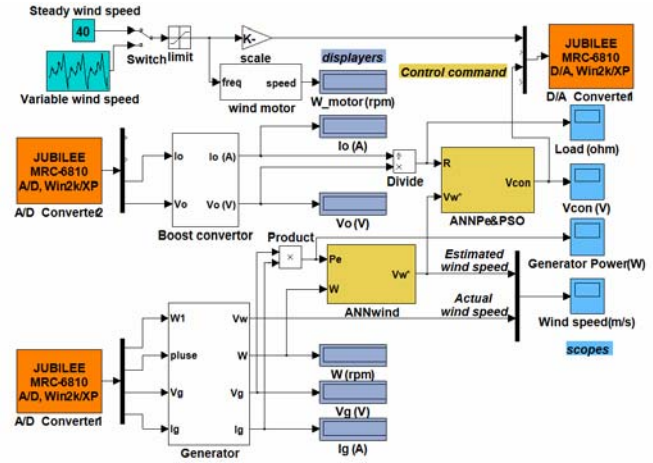 Steady wind speed
40
Switch
limit
K-
scale
Variable wind speed
freq
speed
wind motor
displayers
W_motor (rpm)
Control command
JUBILEE
MRC-6810
D/A, Win2k/XP
D/A Converter1
JUBILEE
MRC-6810
A/D, Win2k/XP
A/D Converter2
Io
Vo
Io (A)
Vo (V)
Boost convertor
Io (A)
Vo (V)
÷
×
Divide
R
Vw'
Vcon
ANNPe&PSO
Load (ohm)
Vcon (V)
Generator Power(W)
Wind speed(m/s)
scopes
Product
×
Pe
W
Vw'
ANNwind
Estimated
wind speed
Actual
wind speed
JUBILEE
MRC-6810
A/D, Win2k/XP
A/D Converter1
W1
pluse
Vg
Ig
Vw
W
Vg
Ig
Generator
W (rpm)
Vg (V)
Ig (A)